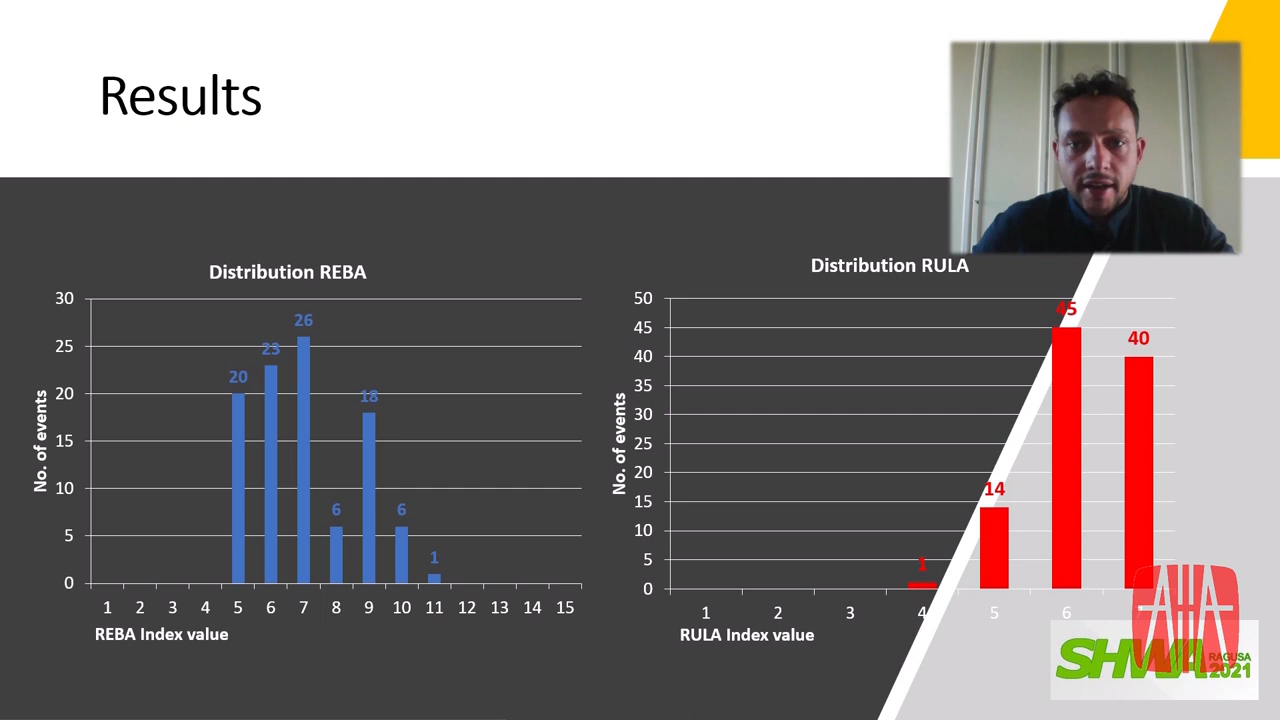 Results
Distribution REBA
30
25
20
15
10
5
0
No. of events
20
23
26
6
18
6
1
1 2 3 4 5 6 7 8 9 10 11 12 13 14 15
REBA Index value
Distribution RULA
50
45
40
35
30
25
20
15
10
5
0
No. of events
1
14
45
40
1 2 3 4 5 6
RULA Index value
AHA
SHWA
RAGUSA
2021